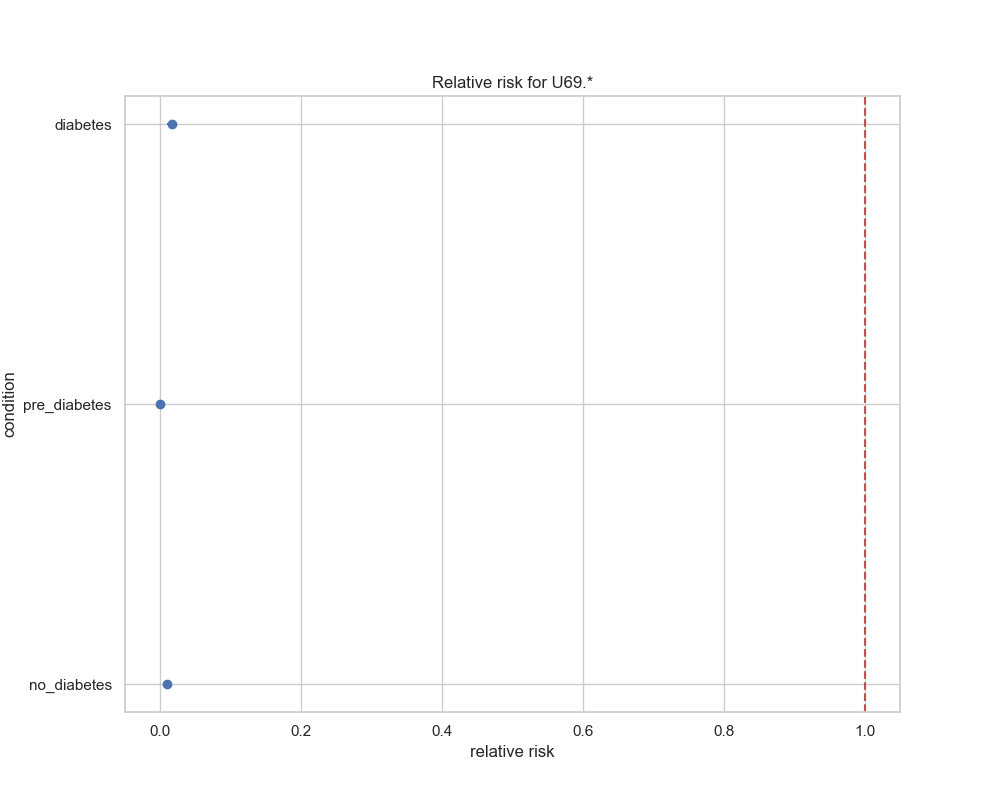 Relative risk for U69.*
diabetes
pre_diabetes
no_diabetes
condition
0.0 0.2 0.4 0.6 0.8 1.0
relative risk